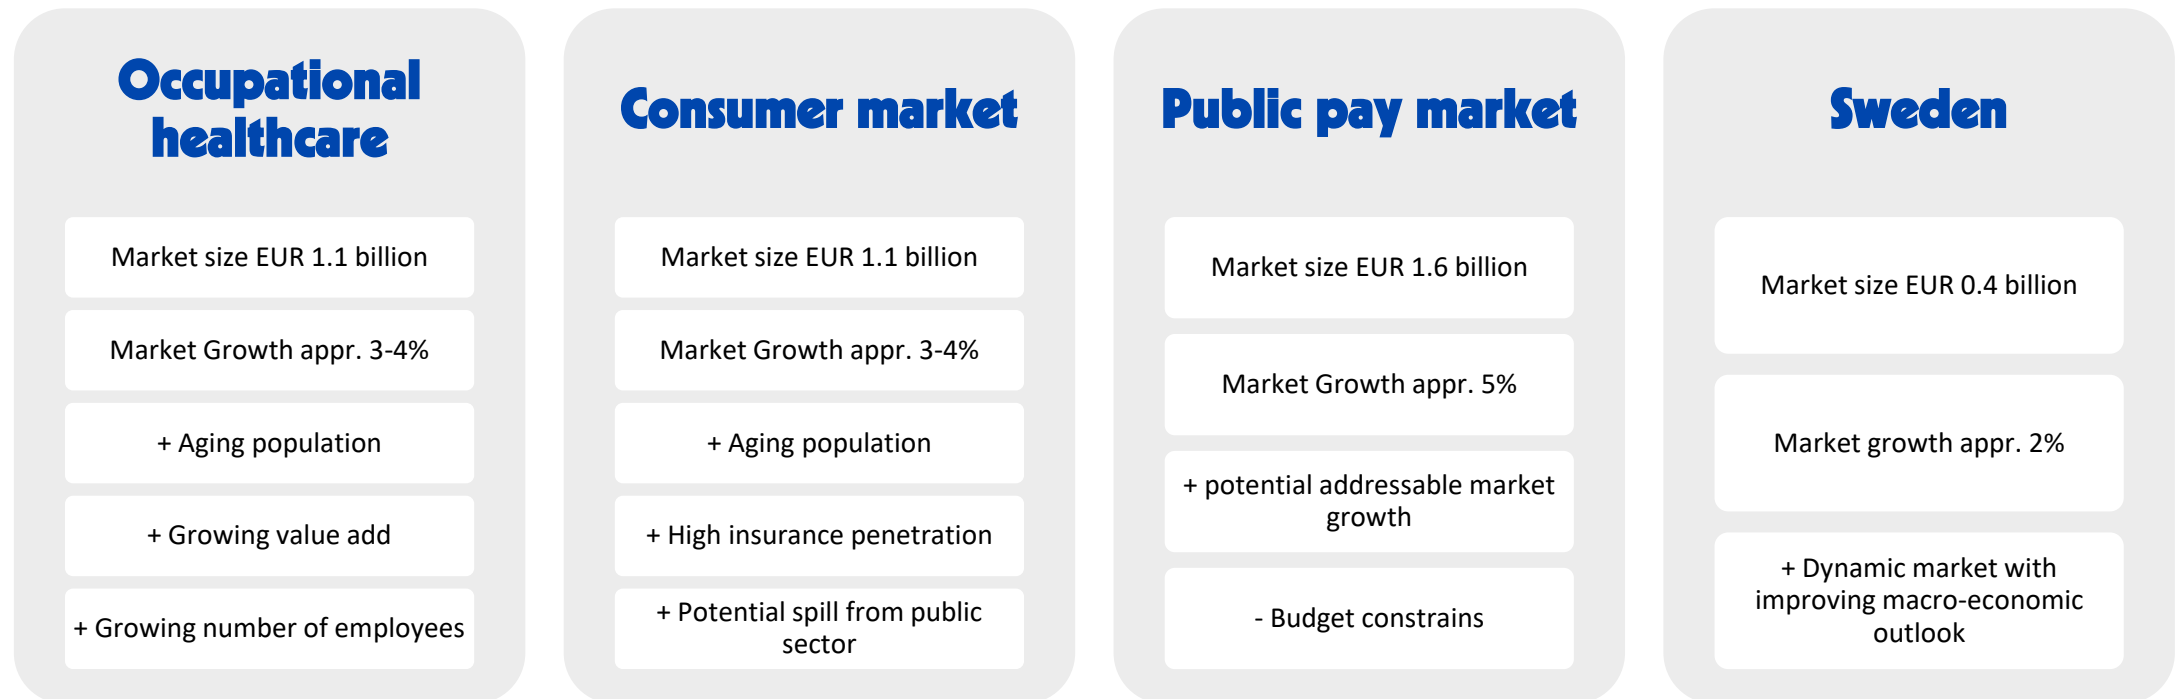 Occupational
healthcare
Market size EUR 1.1 billion
Market Growth appr. 3-4%
+ Aging population
+ Growing value add
+ Growing number of employees
Consumer market
Market size EUR 1.1 billion
Market Growth appr. 3-4%
+ Aging population
+ High insurance penetration
+ Potential spill from public
sector
Public pay market
Market size EUR 1.6 billion
Market Growth appr. 5%
+ potential addressable market
growth
- Budget constrains
Sweden
Market size EUR 0.4 billion
Market growth appr. 2%
+ Dynamic market with
improving macro-economic
outlook